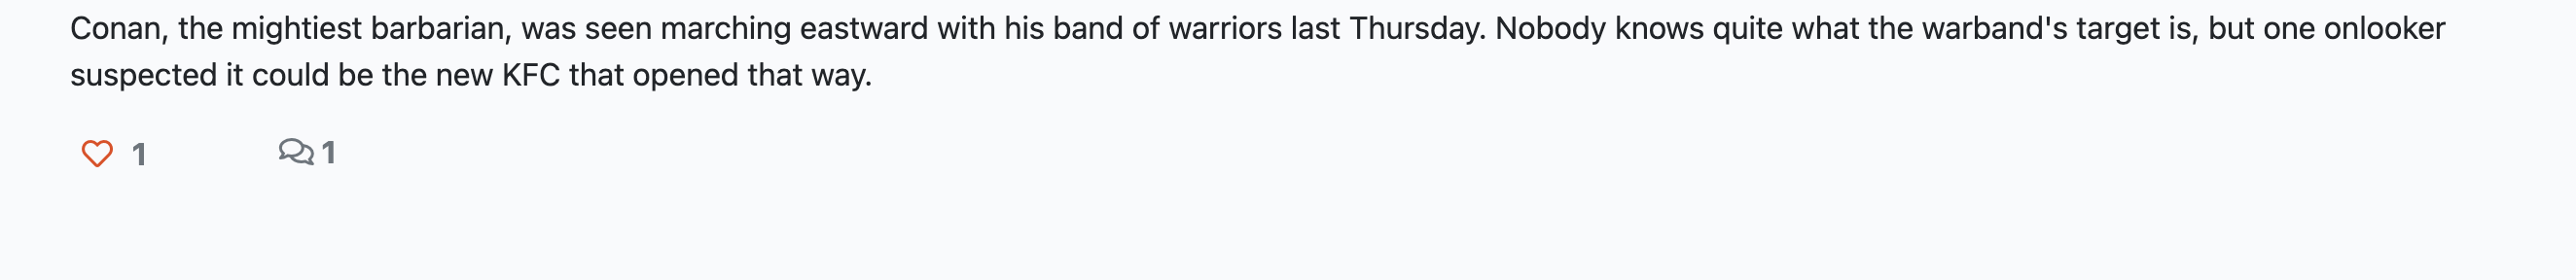 Conan, the mightiest barbarian, was seen marching eastward with his band of warriors last Thursday. Nobody knows quite what the warband's target is, but one onlooker
suspected it could be the new KFC that opened that way.
1 1